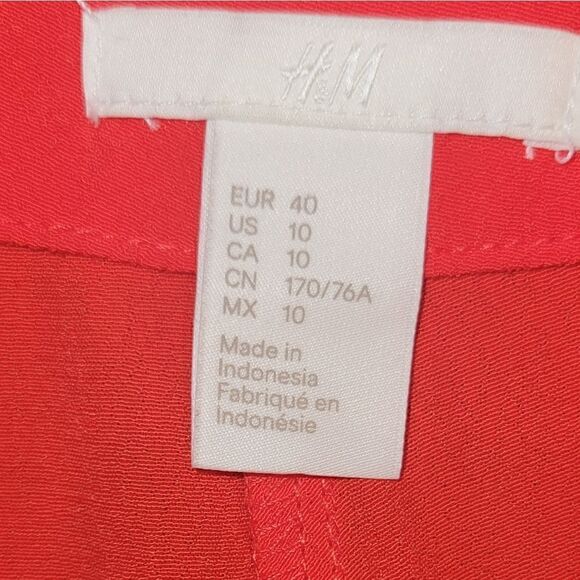 H&M
EUR 40
US 10
CA 10
CN 170/76A
MX 10
Made in
Indonesia
Fabriqué en
Indonésie